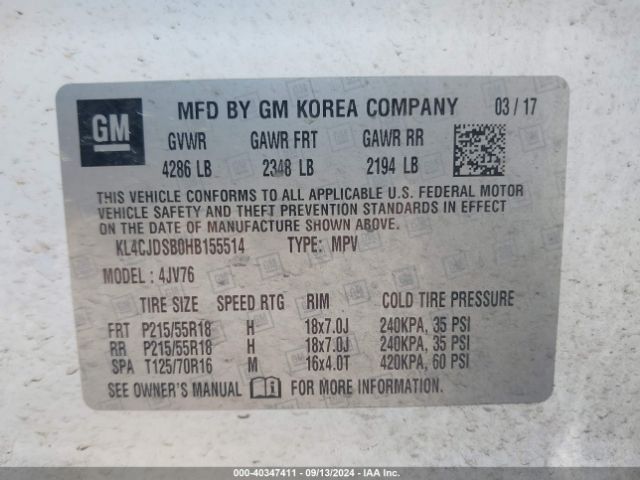 GM
MFD BY GM KOREA COMPANY 03 / 17
GVWR GAWR FRT GAWR RR
4286 LB 2348 LB 2194 LB
THIS VEHICLE CONFORMS TO ALL APPLICABLE U.S. FEDERAL MOTOR
VEHICLE SAFETY AND THEFT PREVENTION STANDARDS IN EFFECT
ON THE DATE OF MANUFACTURE SHOWN ABOVE.
KL4CJDSB0HB155514 TYPE: MPV
MODEL : 4JV76
TIRE SIZE SPEED RTG RIM COLD TIRE PRESSURE
FRT P215/55R18 H 18x7.0J 240KPA, 35 PSI
RR P215/55R18 H 18x7.0J 240KPA, 35 PSI
SPA T125/70R16 M 16x4.0T 420KPA, 60 PSI
SEE OWNER'S MANUAL FOR MORE INFORMATION.
000-40347411 - 09/13/2024 - IAA Inc.